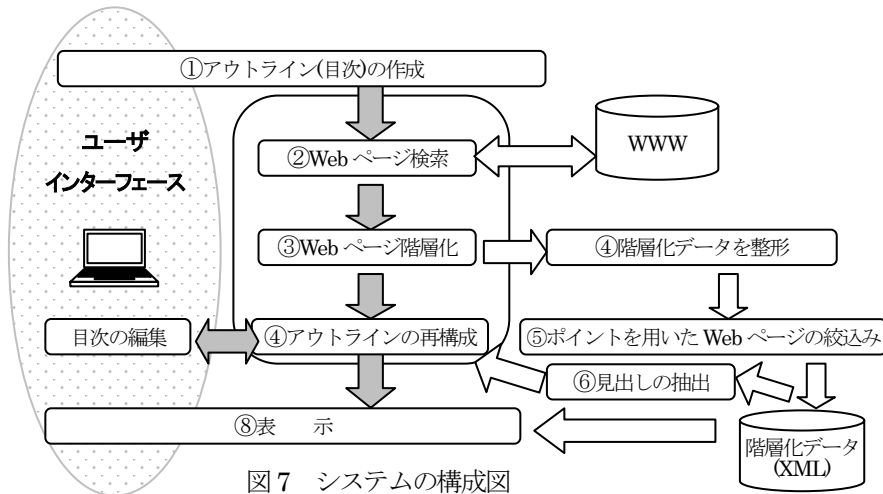 ①アウトライン(目次)の作成
ユーザ
インターフェース
②Web ページ検索
WWW
③Web ページ階層化
④階層化データを整形
目次の編集
④アウトラインの再構成
⑤ポイントを用いた Web ページの絞込み
⑥見出しの抽出
⑧表 示
階層化データ
(XML)
図 7 システムの構成図